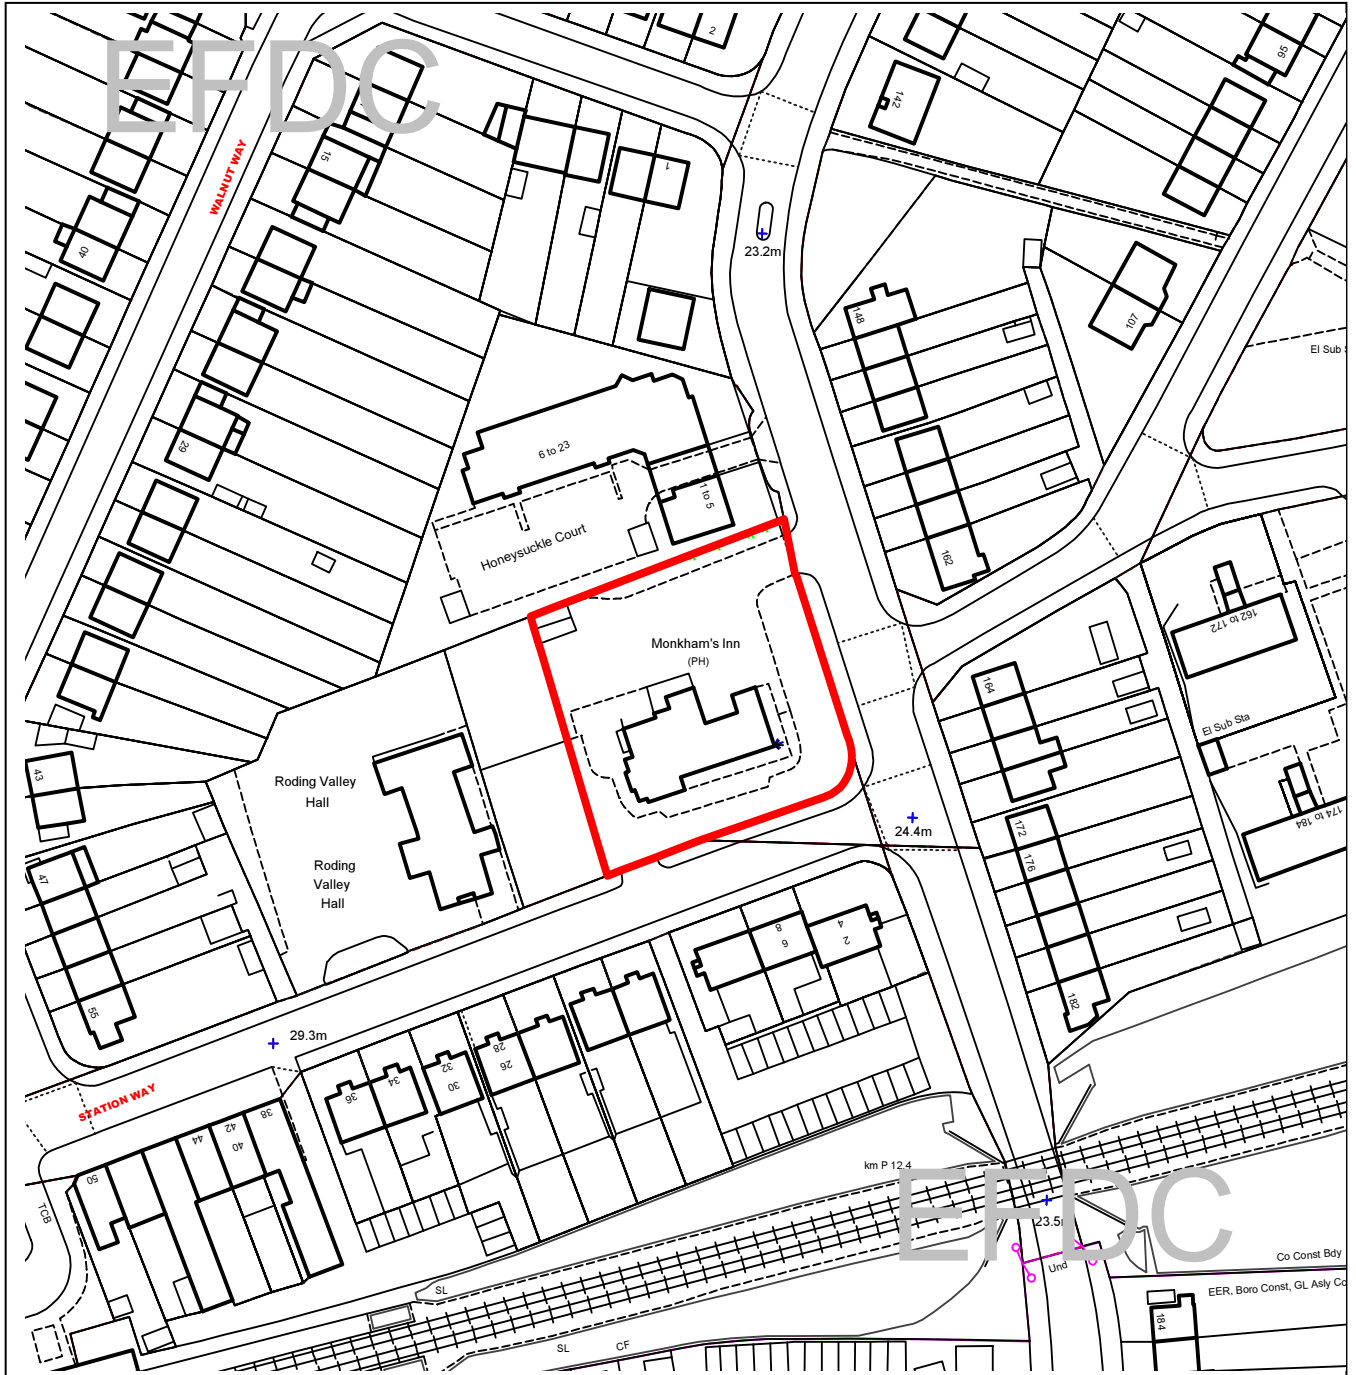 EFDC
2
95
142
15
WALNUT WAY
1
40
23.2m
148
107
El Sub S
29
6 to 23
1 to 5
Honeysuckle Court
162
162 to 172
Monkham's Inn
(PH)
164
El Sub Sta
43
Roding Valley
Hall
174 to 184
24.4m
172
176
Roding
Valley
Hall
47
8
6
4
2
182
55
29.3m
28
26
32
30
34
36
STATION WAY
38
42
40
44
50
km P 12.4
EFDC
TCB
23.5m
Und
Co Const Bdy
EER, Boro Const, GL Asly Co
SL
184
SL
CF